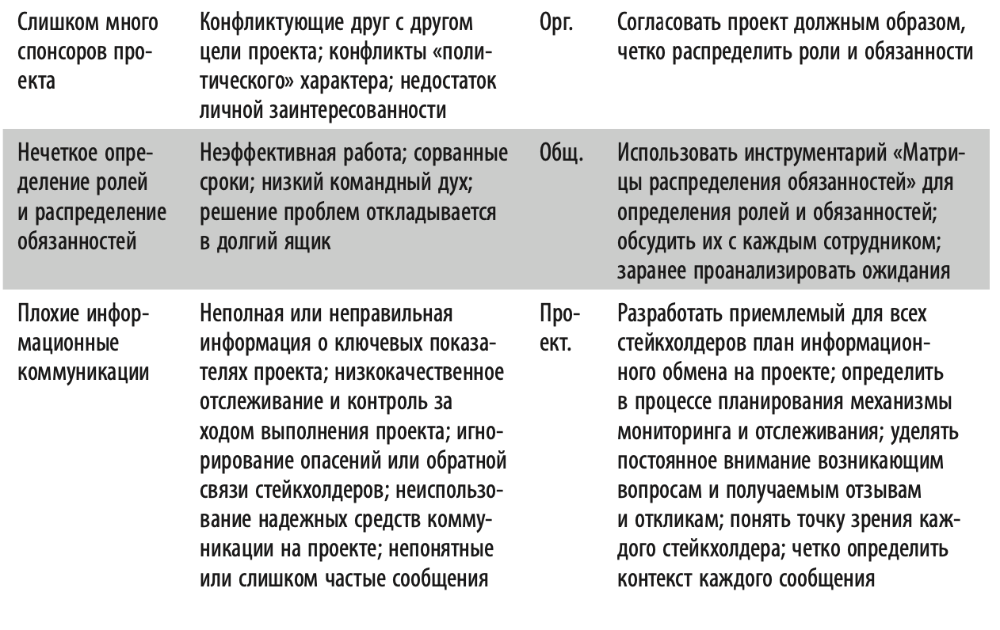 Слишком много
спонсоров про-
екта
Конфликтующие друг с другом
цели проекта; конфликты «поли-
тического» характера; недостаток
личной заинтересованности
Орг.
Согласовать проект должным образом,
четко распределить роли и обязанности
Нечеткое опре-
деление ролей
и распределение
обязанностей
Неэффективная работа; сорванные
сроки; низкий командный дух;
решение проблем откладывается
в долгий ящик
Общ.
Использовать инструментарий «Матри-
цы распределения обязанностей» для
определения ролей и обязанностей;
обсудить их с каждым сотрудником;
заранее проанализировать ожидания
Плохие инфор-
мационные
коммуникации
Неполная или неправильная
информация о ключевых показа-
телях проекта; низкокачественное
отслеживание и контроль за
ходом выполнения проекта; игно-
рирование опасений или обратной
связи стейкхолдеров; неиспользо-
вание надежных средств комму-
никации на проекте; непонятные
или слишком частые сообщения
Про-
ект.
Разработать приемлемый для всех
стейкхолдеров план информацион-
ного обмена на проекте; определить
в процессе планирования механизмы
мониторинга и отслеживания; уделять
постоянное внимание возникающим
вопросам и получаемым отзывам
и откликам; понять точку зрения каж-
дого стейкхолдера; четко определить
контекст каждого сообщения